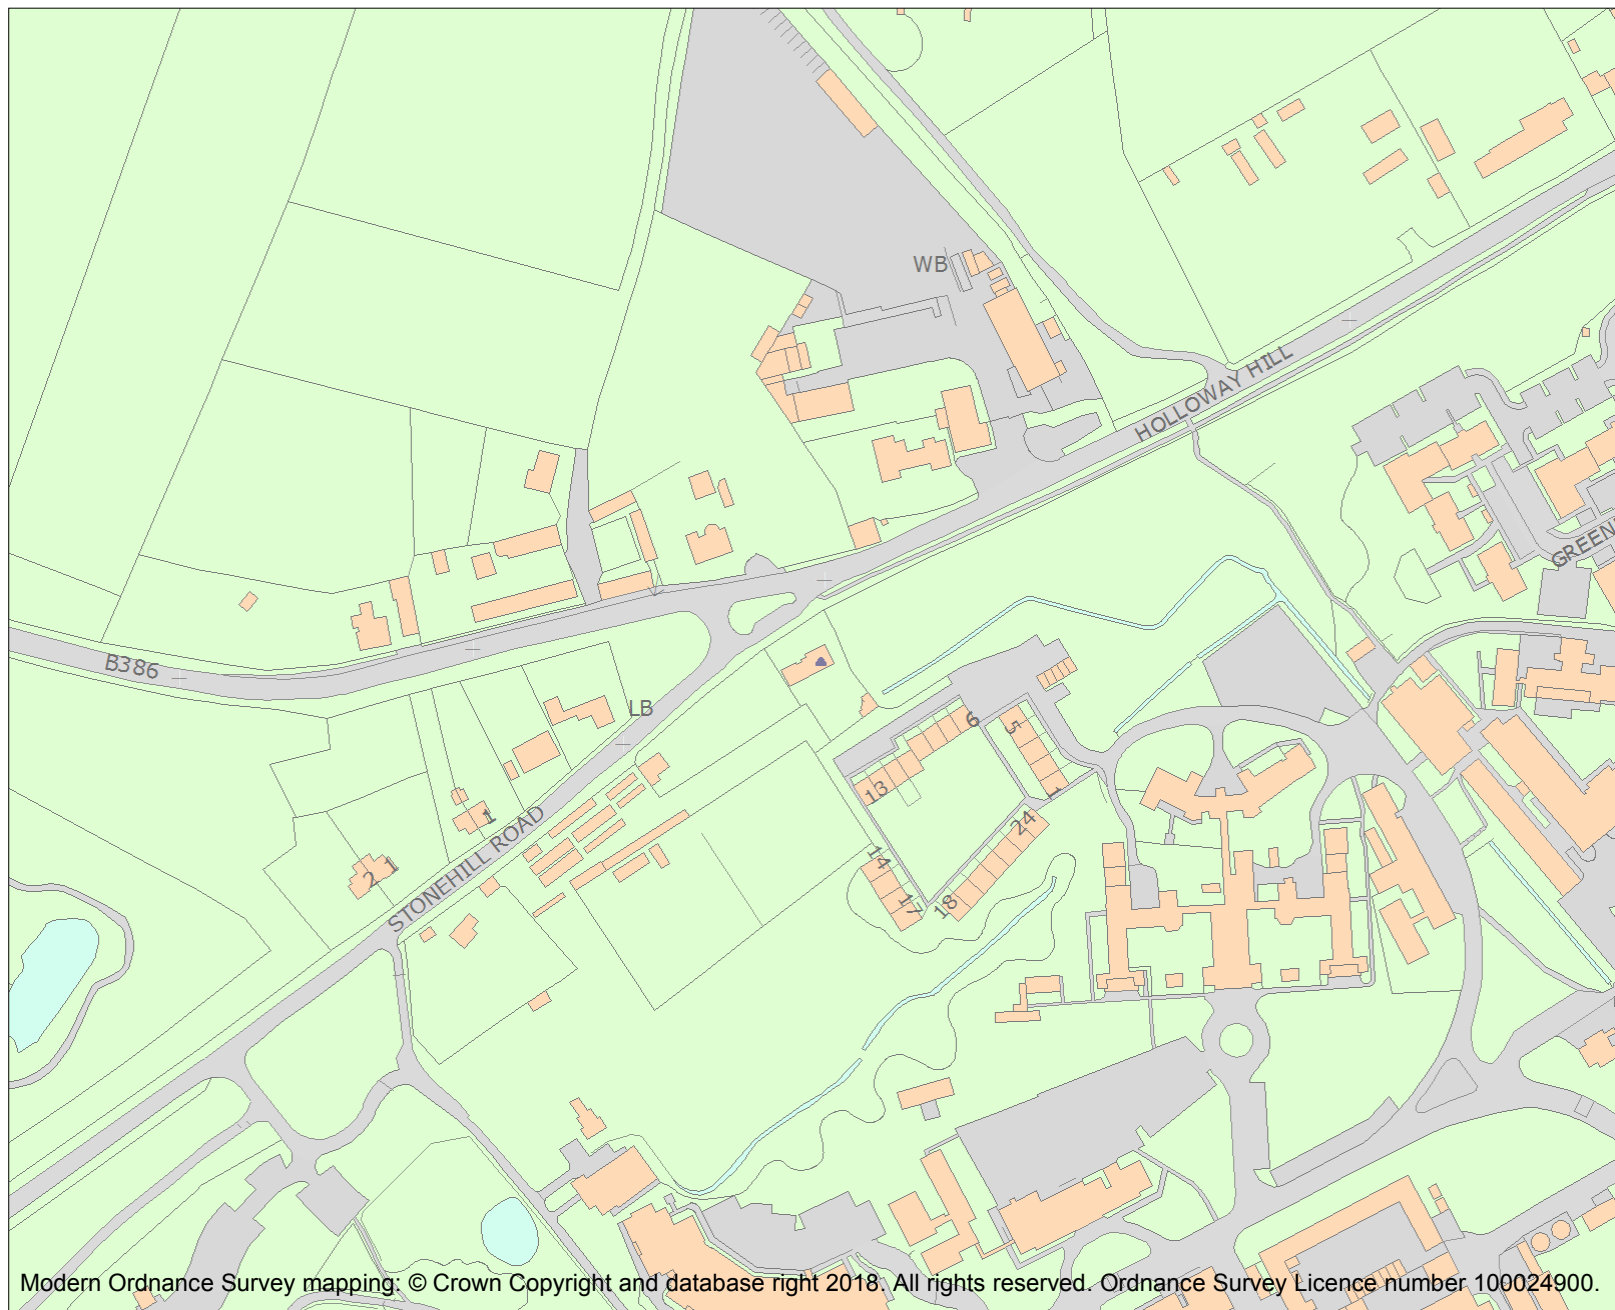 WB
HOLLOWAY HILL
GREEN
B386
LB
6
5
13
1
1
24
STONEHILL ROAD
2 1
14
17
18
Modern Ordnance Survey mapping: © Crown Copyright and database right 2018. All rights reserved. Ordnance Survey Licence number 100024900.